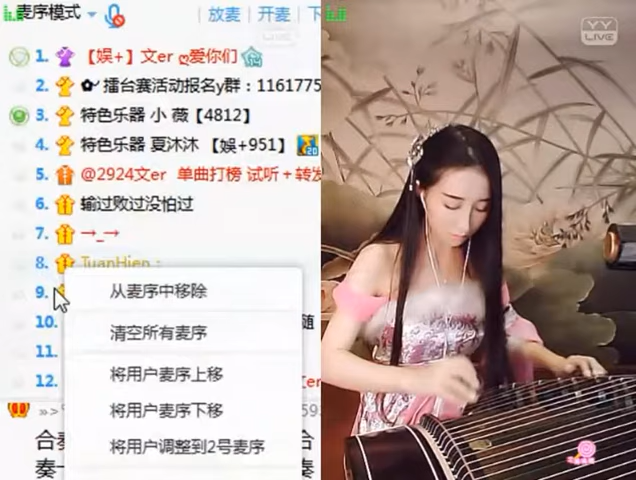 麦序模式
放麦
开麦
下
1. 【娱+】文er ღ爱你们
2. 擂台赛活动报名y群：1161775
3. 特色乐器 小 薇【4812】
4. 特色乐器 夏沐沐 【娱+951】
20
5. @2924文er 单曲打榜 试听＋转发
6. 输过败过没怕过
7. →_→
8. TuanHien :
9.
10. 随
11.
12. er
从麦序中移除
清空所有麦序
将用户麦序上移
将用户麦序下移
将用户调整到2号麦序
合奏
合
奏
奏
YY
LIVE